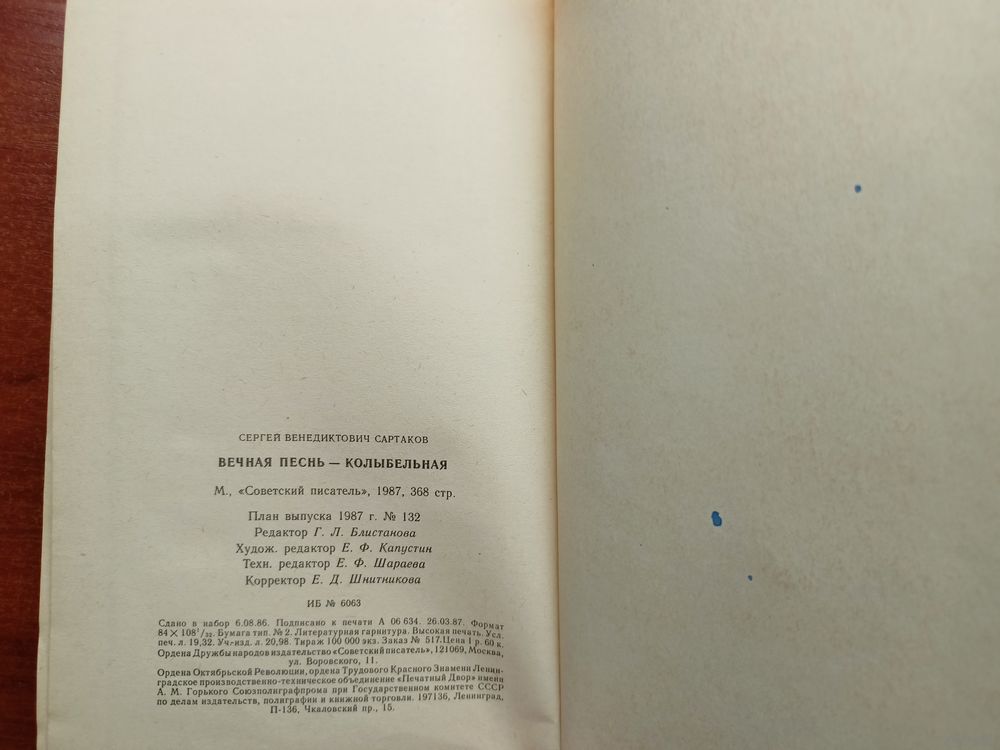 СЕРГЕЙ ВЕНЕДИКТОВИЧ САРТАКОВ
ВЕЧНАЯ ПЕСНЬ — КОЛЫБЕЛЬНАЯ
М., «Советский писатель», 1987, 368 стр.
План выпуска 1987 г. № 132
Редактор Г. Л. Блистанова
Худож. редактор Е. Ф. Капустин
Техн. редактор Е. Ф. Шараева
Корректор Е. Д. Шнитникова
ИБ № 6063
Сдано в набор 6.08.86. Подписано к печати А 06 634. 26.03.87. Формат
84 × 108¹/₃₂. Бумага тип. № 2. Литературная гарнитура. Высокая печать. Усл.
печ. л. 19,32. Уч.-изд. л. 20,98. Тираж 100 000 экз. Заказ № 517. Цена 1 р. 60 к.
Ордена Дружбы народов издательство «Советский писатель», 121069, Москва,
ул. Воровского, 11.
Ордена Октябрьской Революции, ордена Трудового Красного Знамени Ленин-
градское производственно-техническое объединение «Печатный Двор» имени
А. М. Горького Союзполиграфпрома при Государственном комитете СССР
по делам издательств, полиграфии и книжной торговли. 197136, Ленинград,
П-136, Чкаловский пр., 15.